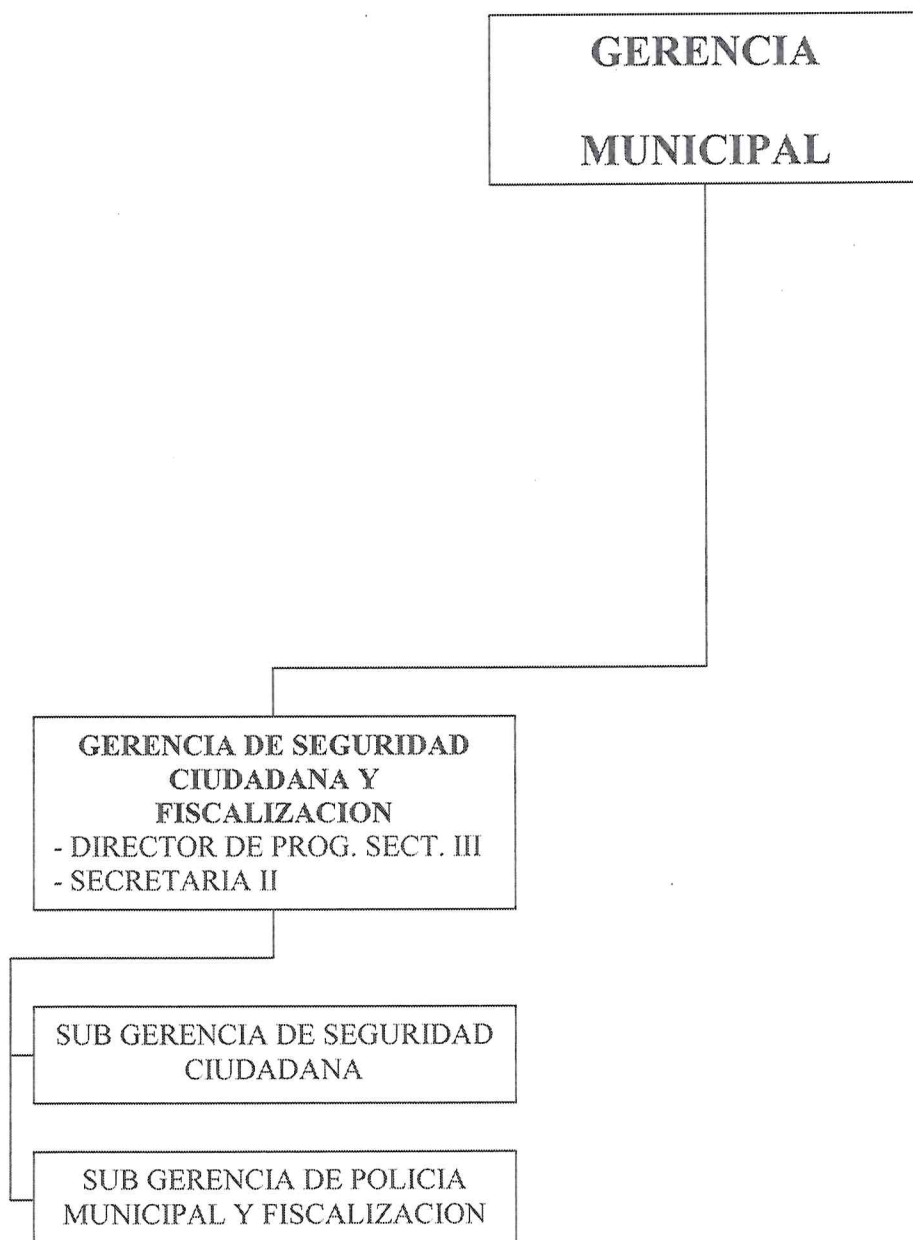 GERENCIA
MUNICIPAL
GERENCIA DE SEGURIDAD
CIUDADANA Y
FISCALIZACION
- DIRECTOR DE PROG. SECT. III
- SECRETARIA II
SUB GERENCIA DE SEGURIDAD
CIUDADANA
SUB GERENCIA DE POLICIA
MUNICIPAL Y FISCALIZACION